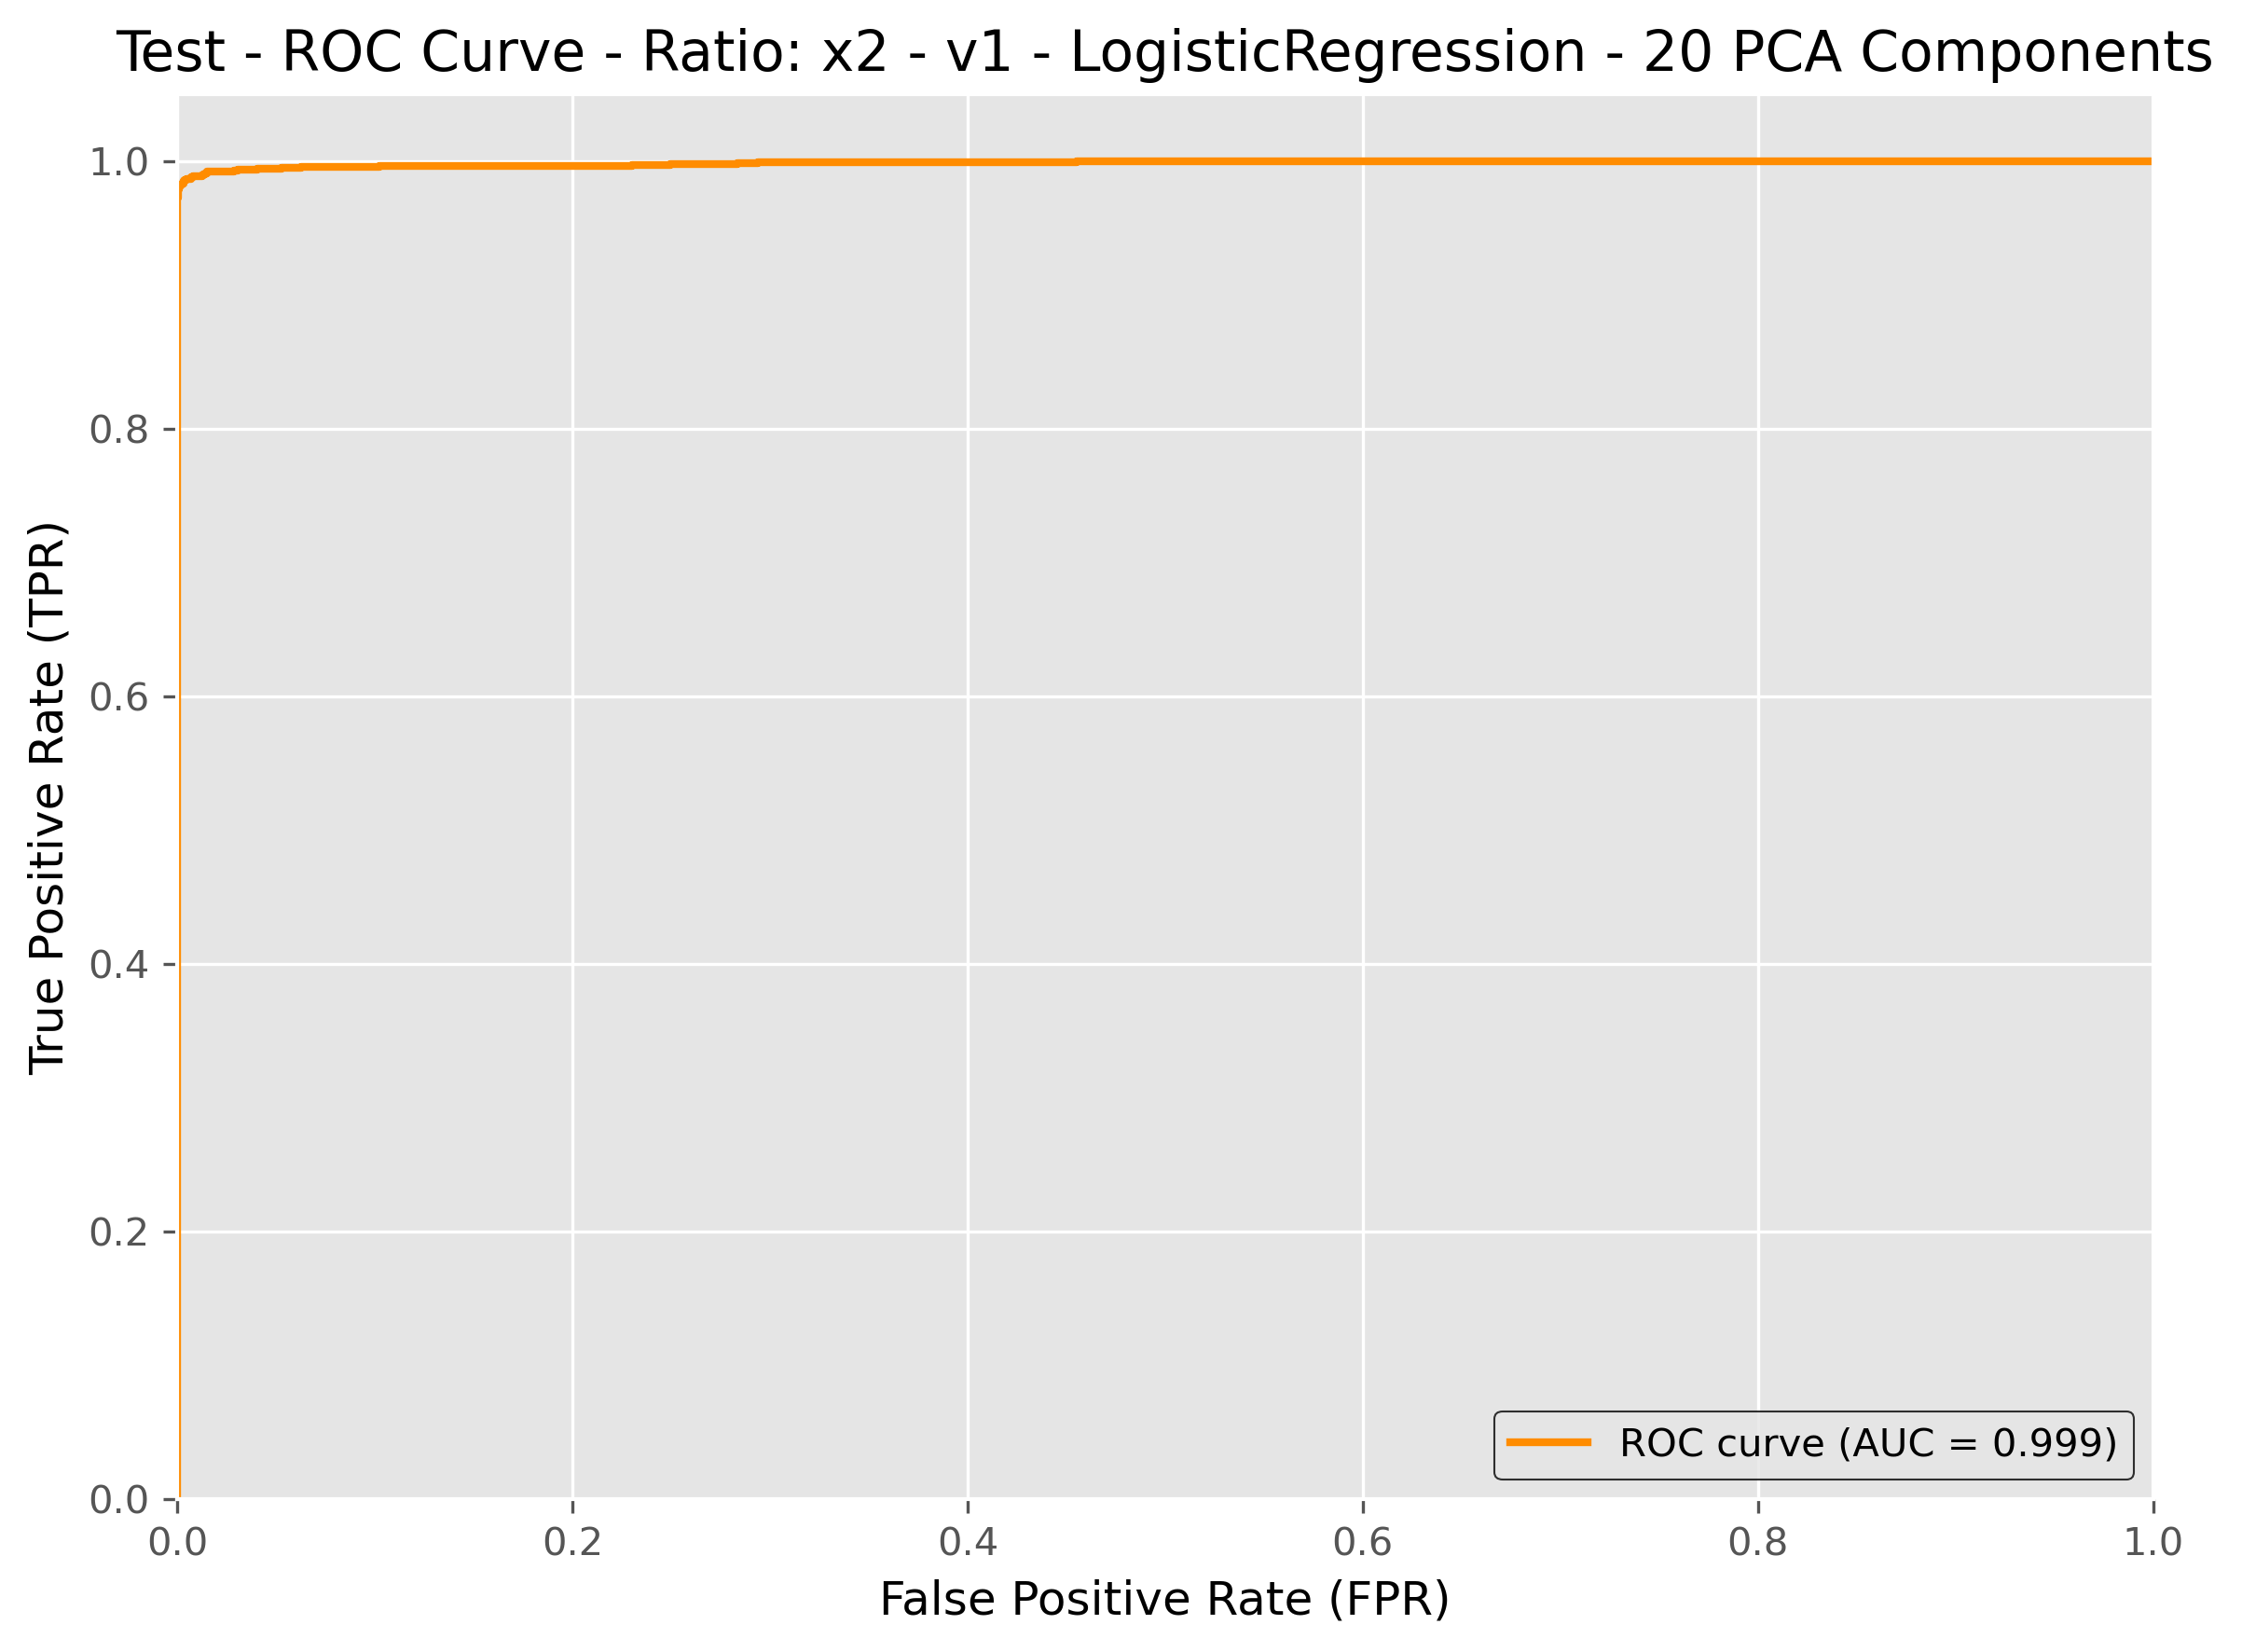 Test - ROC Curve - Ratio: x2 - v1 - LogisticRegression - 20 PCA Components
True Positive Rate (TPR)
1.0
0.8
0.6
0.4
0.2
0.0
ROC curve (AUC = 0.999)
0.0 0.2 0.4 0.6 0.8 1.0
False Positive Rate (FPR)